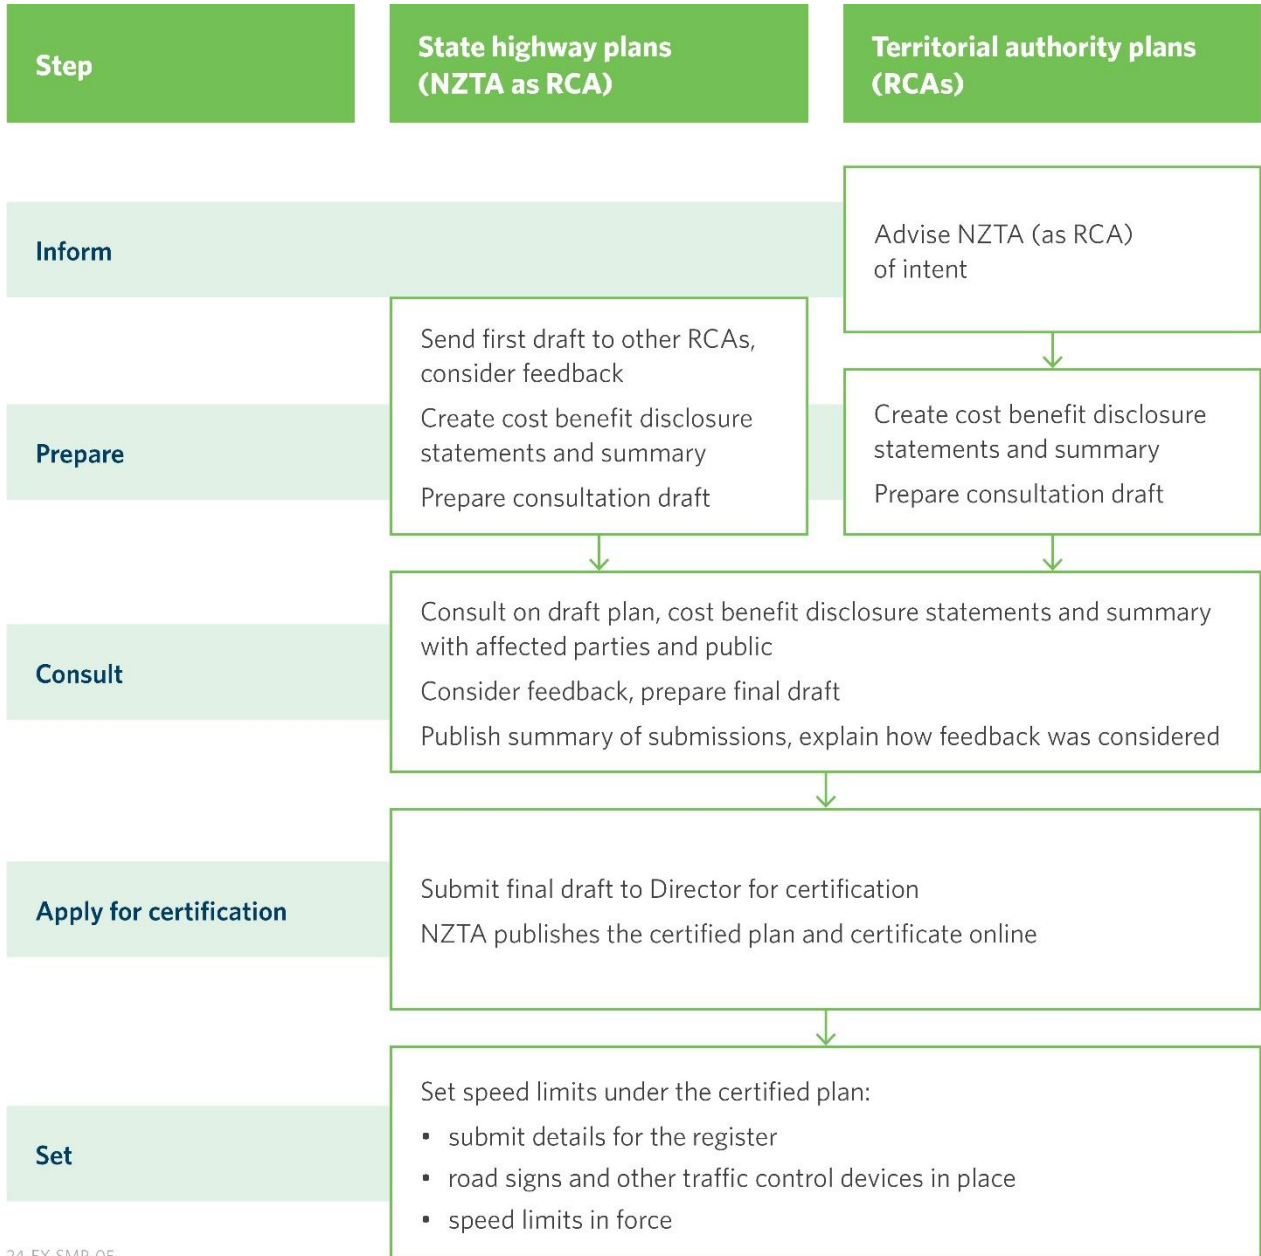 Step
State highway plans
(NZTA as RCA)
Territorial authority plans
(RCAs)
Inform
Advise NZTA (as RCA)
of intent
Prepare
Send first draft to other RCAs,
consider feedback
Create cost benefit disclosure
statements and summary
Prepare consultation draft
Create cost benefit disclosure
statements and summary
Prepare consultation draft
Consult
Consult on draft plan, cost benefit disclosure statements and summary
with affected parties and public
Consider feedback, prepare final draft
Publish summary of submissions, explain how feedback was considered
Apply for certification
Submit final draft to Director for certification
NZTA publishes the certified plan and certificate online
Set
Set speed limits under the certified plan:
• submit details for the register
• road signs and other traffic control devices in place
• speed limits in force